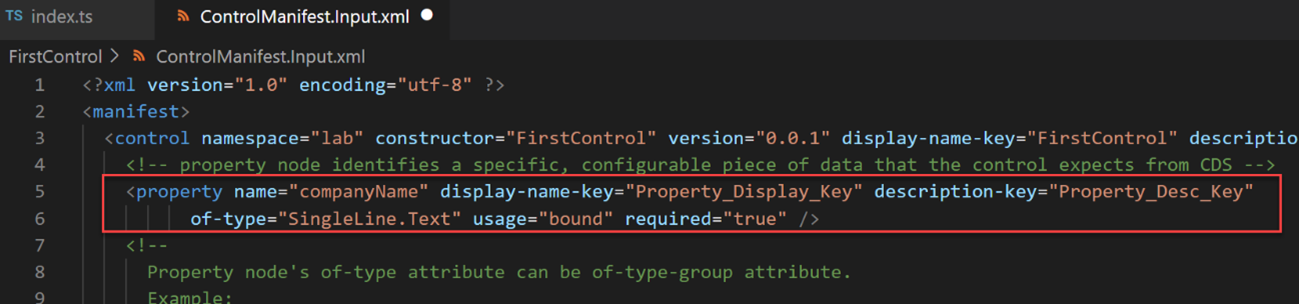 TS index.ts ControlManifest.Input.xml
FirstControl > ControlManifest.Input.xml
1 <?xml version="1.0" encoding="utf-8" ?>
2 <manifest>
3 <control namespace="lab" constructor="FirstControl" version="0.0.1" display-name-key="FirstControl" descriptio
4 <!-- property node identifies a specific, configurable piece of data that the control expects from CDS -->
5 <property name="companyName" display-name-key="Property_Display_Key" description-key="Property_Desc_Key"
6 of-type="SingleLine.Text" usage="bound" required="true" />
7 <!--
8 Property node's of-type attribute can be of-type-group attribute.
9 Example: